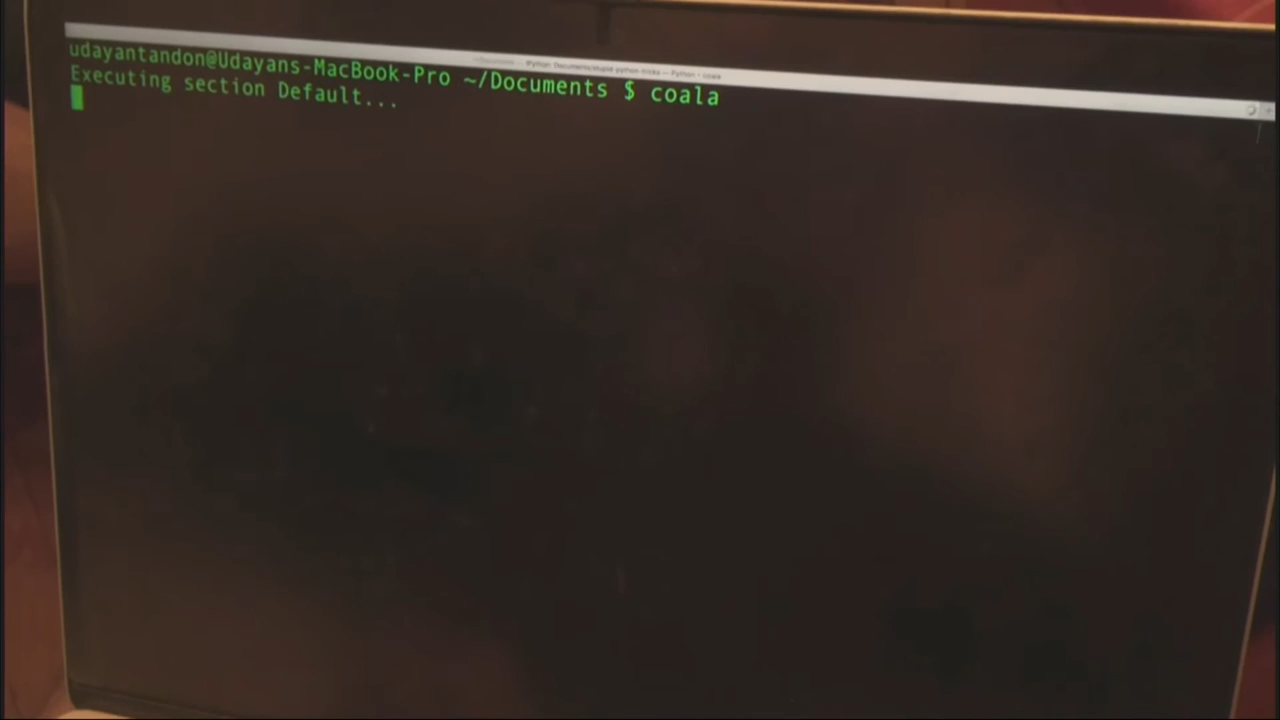 udayantandon@Udayans-MacBook-Pro ~/Documents $ coala
Executing section Default...